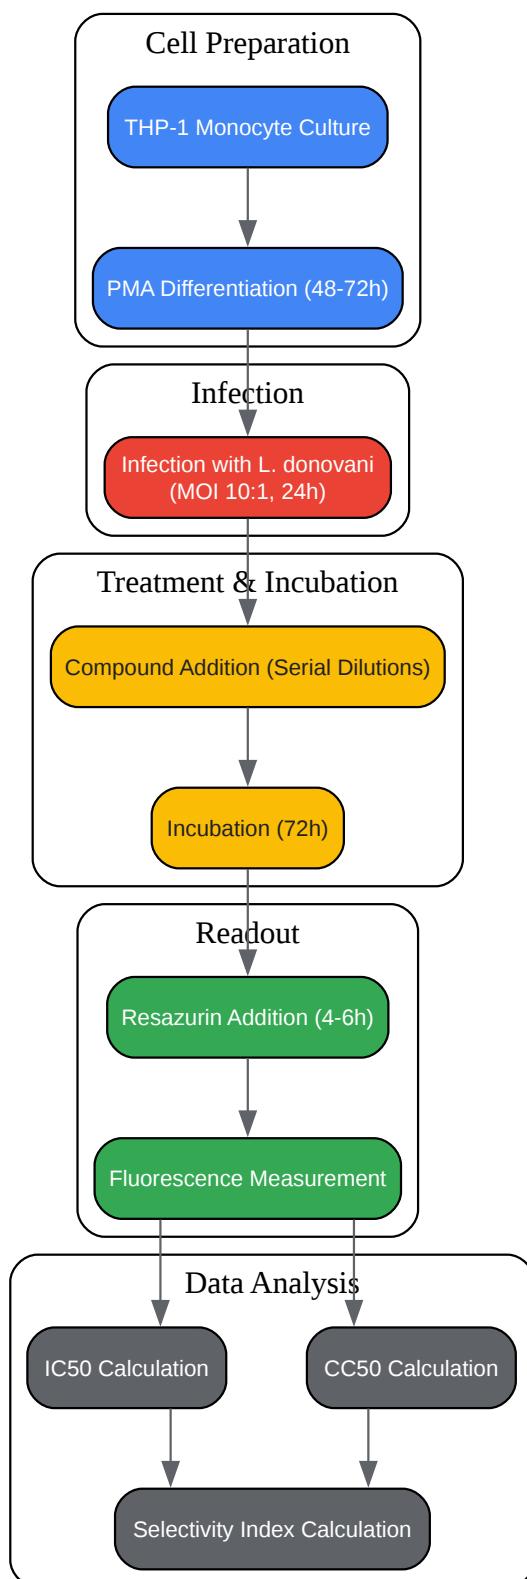 Cell Preparation
THP-1 Monocyte Culture
PMA Differentiation (48-72h)
Infection
Infection with L. donovani
(MOI 10:1, 24h)
Treatment & Incubation
Compound Addition (Serial Dilutions)
Incubation (72h)
Readout
Resazurin Addition (4-6h)
Fluorescence Measurement
Data Analysis
IC50 Calculation
CC50 Calculation
Selectivity Index Calculation